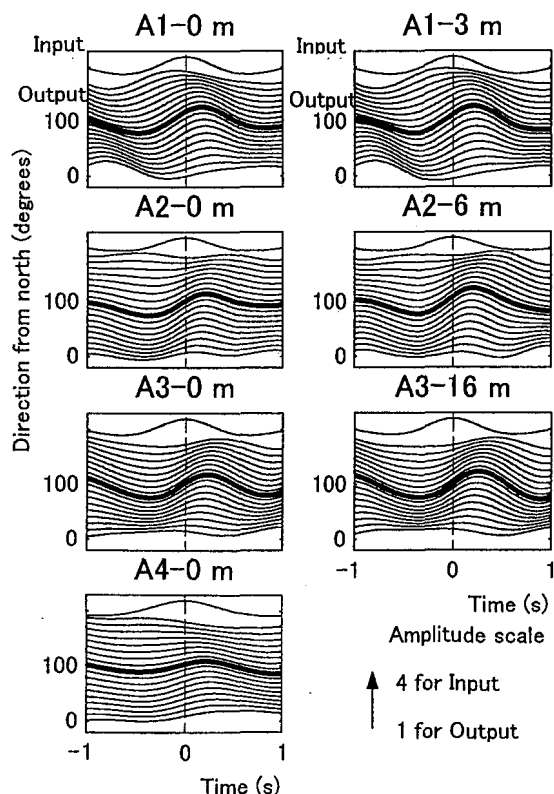 A1-0 m
A1-3 m
Input
Input
Output
Output
100
0
100
0
A2-0 m
A2-6 m
100
0
100
0
A3-0 m
A3-16 m
100
0
100
0
-1 0 1
A4-0 m
100
0
-1 0 1
Time (s)
Time (s)
Direction from north (degrees)
Amplitude scale
4 for Input
1 for Output